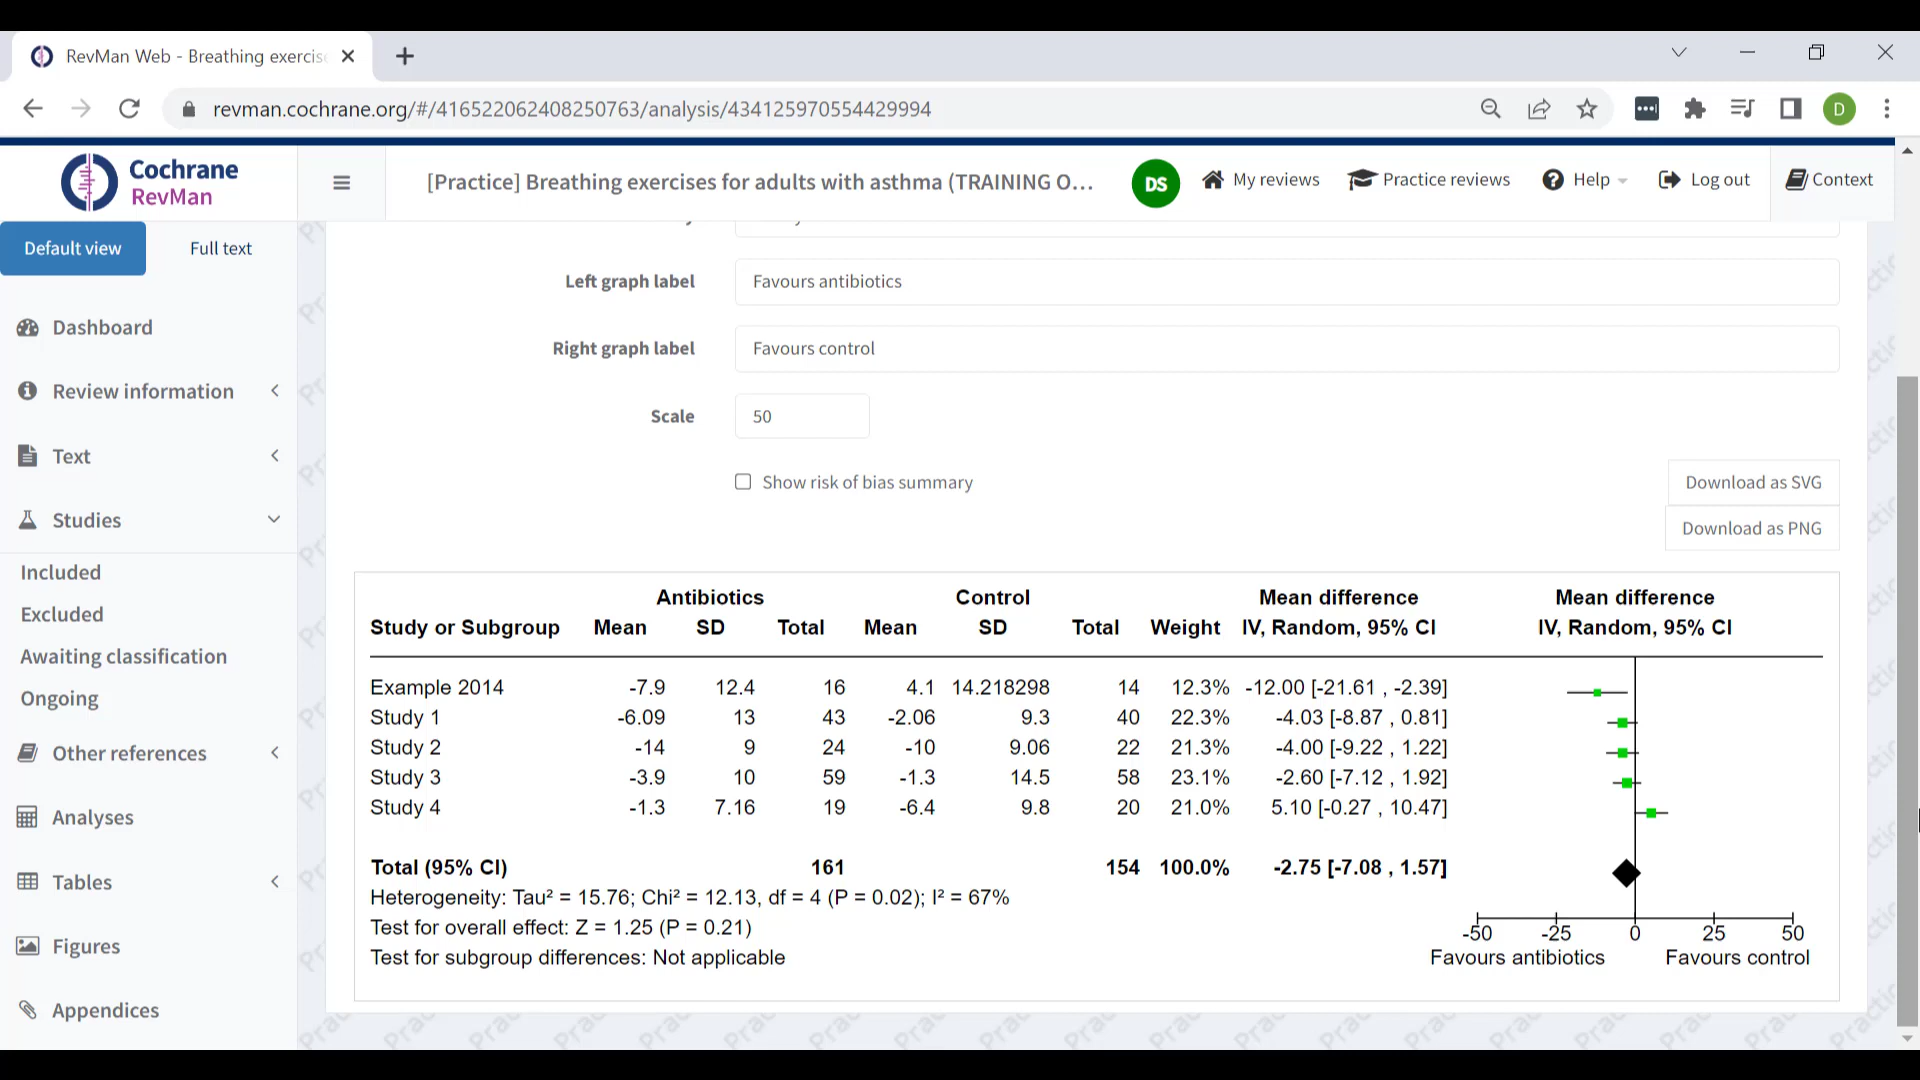 RevMan Web - Breathing exercis
revman.cochrane.org/#/416522062408250763/analysis/434125970554429994
D
Cochrane
RevMan
[Practice] Breathing exercises for adults with asthma (TRAINING O...
DS
My reviews
Practice reviews
Help
Log out
Context
Default view
Full text
Dashboard
Review information
Text
Studies
Included
Excluded
Awaiting classification
Ongoing
Other references
Analyses
Tables
Figures
Appendices
Left graph label
Favours antibiotics
Right graph label
Favours control
Scale
50
Show risk of bias summary
Download as SVG
Download as PNG
Antibiotics Control Mean difference Mean difference
Study or Subgroup Mean SD Total Mean SD Total Weight IV, Random, 95% CI IV, Random, 95% CI
Example 2014 -7.9 12.4 16 4.1 14.218298 14 12.3% -12.00 [-21.61 , -2.39]
Study 1 -6.09 13 43 -2.06 9.3 40 22.3% -4.03 [-8.87 , 0.81]
Study 2 -14 9 24 -10 9.06 22 21.3% -4.00 [-9.22 , 1.22]
Study 3 -3.9 10 59 -1.3 14.5 58 23.1% -2.60 [-7.12 , 1.92]
Study 4 -1.3 7.16 19 -6.4 9.8 20 21.0% 5.10 [-0.27 , 10.47]
Total (95% CI) 161 154 100.0% -2.75 [-7.08 , 1.57]
Heterogeneity: Tau² = 15.76; Chi² = 12.13, df = 4 (P = 0.02); I² = 67%
Test for overall effect: Z = 1.25 (P = 0.21)
Test for subgroup differences: Not applicable
-50 -25 0 25 50
Favours antibiotics Favours control